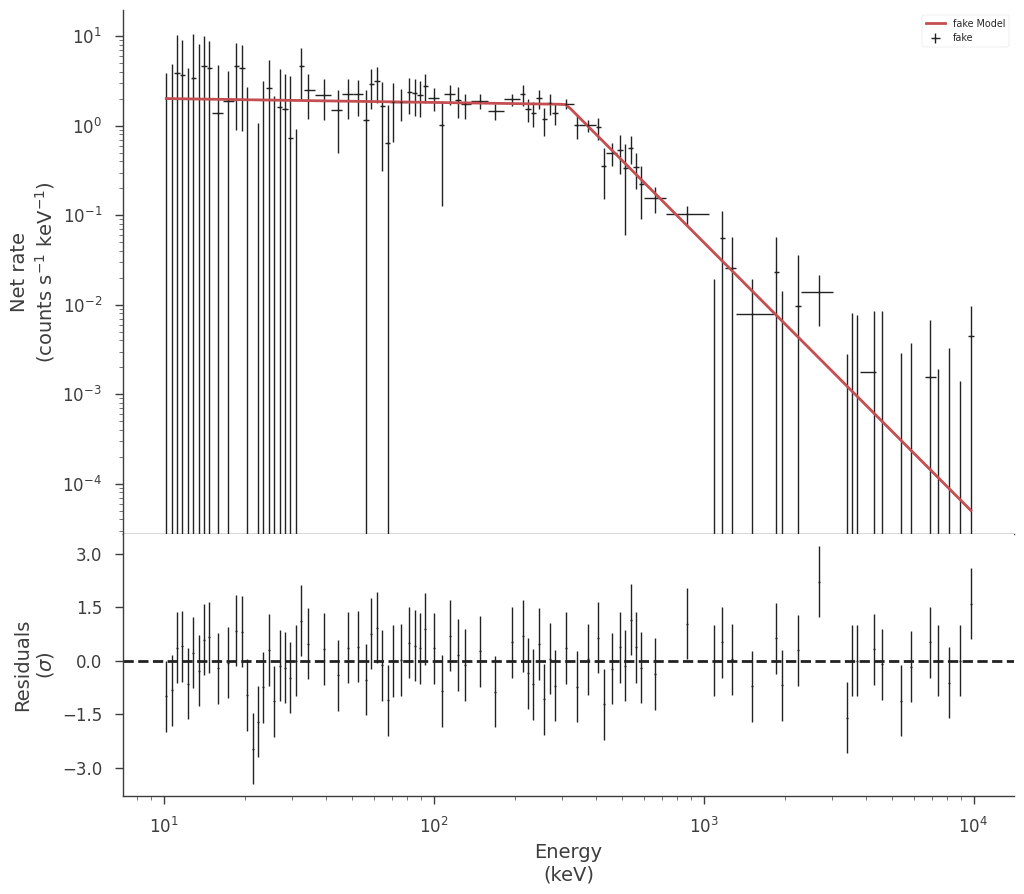 fake Model
fake
10¹
10⁰
10⁻¹
10⁻²
10⁻³
10⁻⁴
Net rate
(counts s⁻¹ keV⁻¹)
3.0
1.5
0.0
−1.5
−3.0
Residuals
(σ)
10¹ 10² 10³ 10⁴
Energy
(keV)